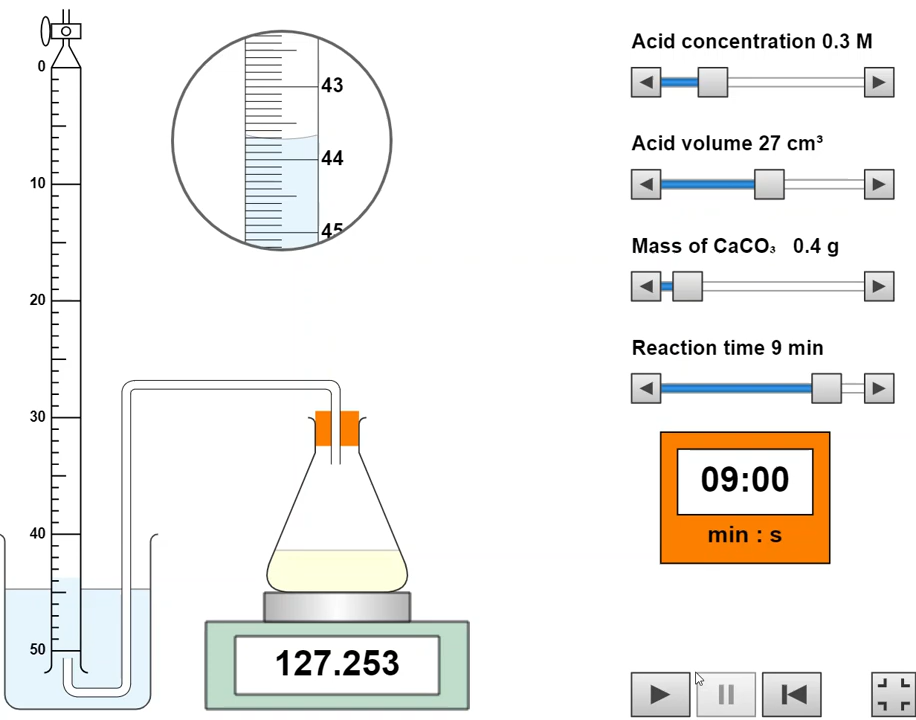 0
10
20
30
40
50
43
44
45
127.253
Acid concentration 0.3 M
Acid volume 27 cm³
Mass of CaCO₃ 0.4 g
Reaction time 9 min
09:00
min : s